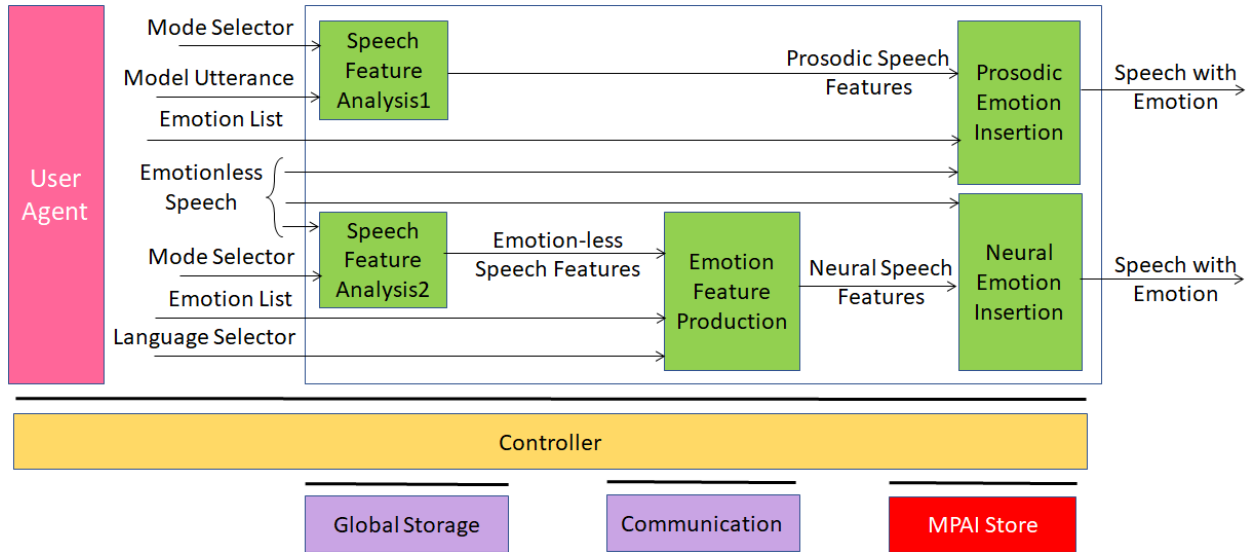 Mode Selector
Model Utterance
Emotion List
Emotionless
Speech
Mode Selector
Emotion List
Language Selector
User
Agent
Speech
Feature
Analysis1
Prosodic Speech
Features
Prosodic
Emotion
Insertion
Speech with
Emotion
Speech
Feature
Analysis2
Emotion-less
Speech Features
Emotion
Feature
Production
Neural Speech
Features
Neural
Emotion
Insertion
Speech with
Emotion
Controller
Global Storage
Communication
MPAI Store